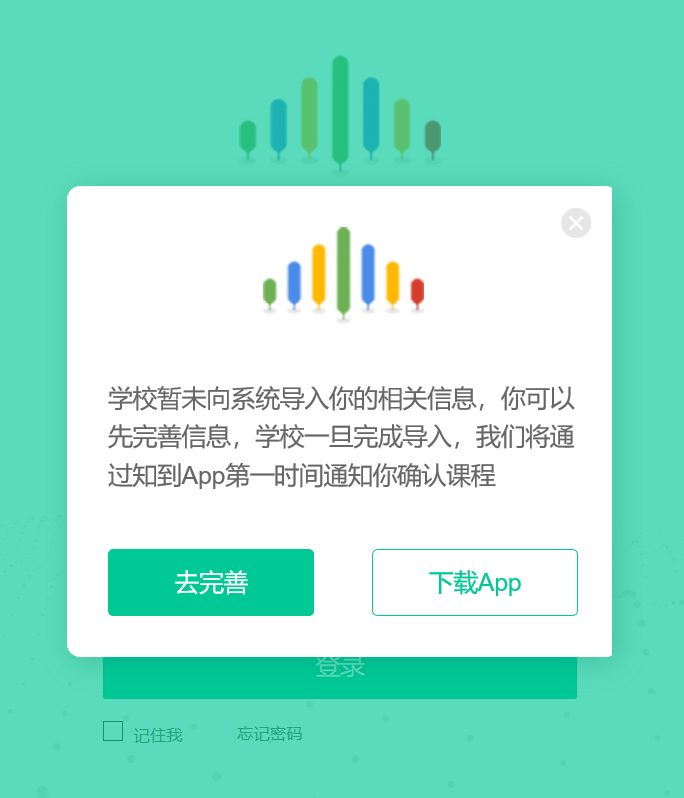 学校暂未向系统导入你的相关信息，你可以
先完善信息，学校一旦完成导入，我们将通
过知到App第一时间通知你确认课程
去完善
下载App
登录
记住我
忘记密码